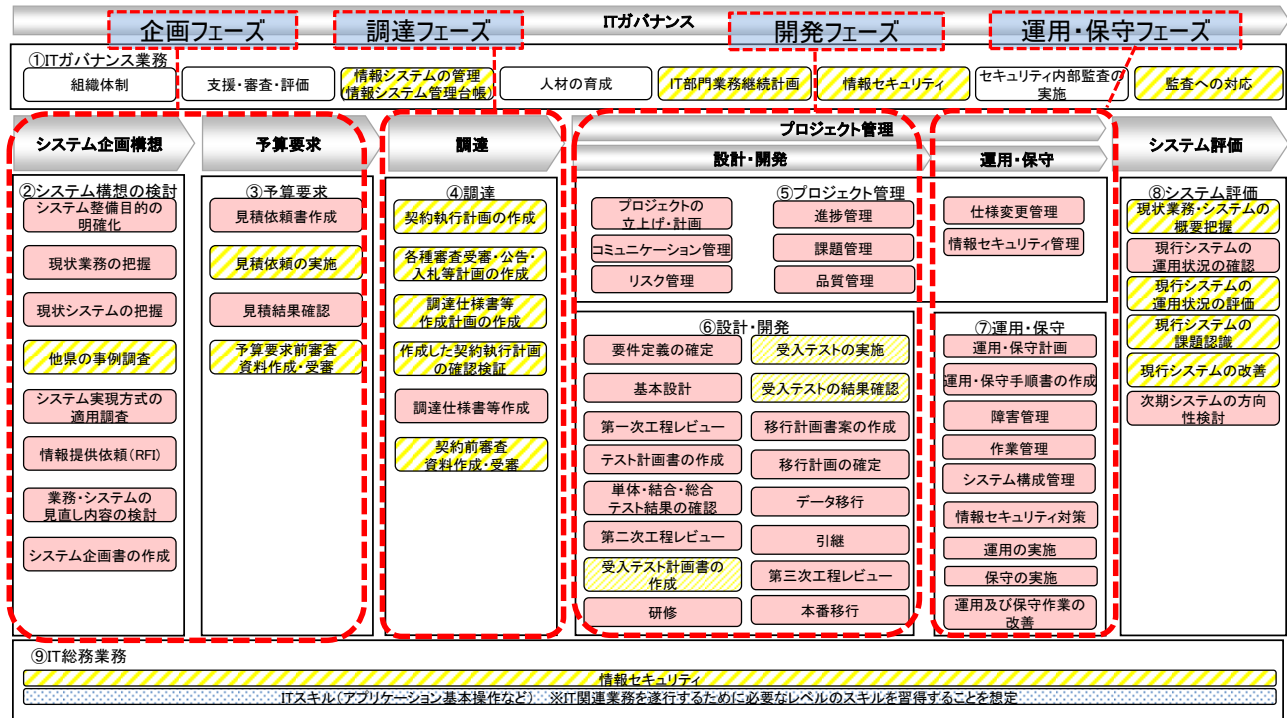 ITガバナンス
企画フェーズ
調達フェーズ
開発フェーズ
運用・保守フェーズ
①ITガバナンス業務
組織体制
支援・審査・評価
情報システムの管理
(情報システム管理台帳)
人材の育成
IT部門業務継続計画
情報セキュリティ
セキュリティ内部監査の
実施
監査への対応
システム企画構想
予算要求
調達
プロジェクト管理
設計・開発
運用・保守
システム評価
②システム構想の検討
システム整備目的の
明確化
現状業務の把握
現状システムの把握
他県の事例調査
システム実現方式の
適用調査
情報提供依頼(RFI)
業務・システムの
見直し内容の検討
システム企画書の作成
③予算要求
見積依頼書作成
見積依頼の実施
見積結果確認
予算要求前審査
資料作成・受審
④調達
契約執行計画の作成
各種審査受審・公告・
入札等計画の作成
調達仕様書等
作成計画の作成
作成した契約執行計画
の確認検証
調達仕様書等作成
契約前審査
資料作成・受審
⑤プロジェクト管理
プロジェクトの
立上げ・計画
コミュニケーション管理
リスク管理
進捗管理
課題管理
品質管理
仕様変更管理
情報セキュリティ管理
⑥設計・開発
要件定義の確定
基本設計
第一次工程レビュー
テスト計画書の作成
単体・結合・総合
テスト結果の確認
第二次工程レビュー
受入テスト計画書の
作成
研修
受入テストの実施
受入テストの結果確認
移行計画書案の作成
移行計画の確定
データ移行
引継
第三次工程レビュー
本番移行
⑦運用・保守
運用・保守計画
運用・保守手順書の作成
障害管理
作業管理
システム構成管理
情報セキュリティ対策
運用の実施
保守の実施
運用及び保守作業の
改善
⑧システム評価
現状業務・システムの
概要把握
現行システムの
運用状況の確認
現行システムの
運用状況の評価
現行システムの
課題認識
現行システムの改善
次期システムの方向
性検討
⑨IT総務業務
情報セキュリティ
ITスキル(アプリケーション基本操作など) ※IT関連業務を遂行するために必要なレベルのスキルを習得することを想定